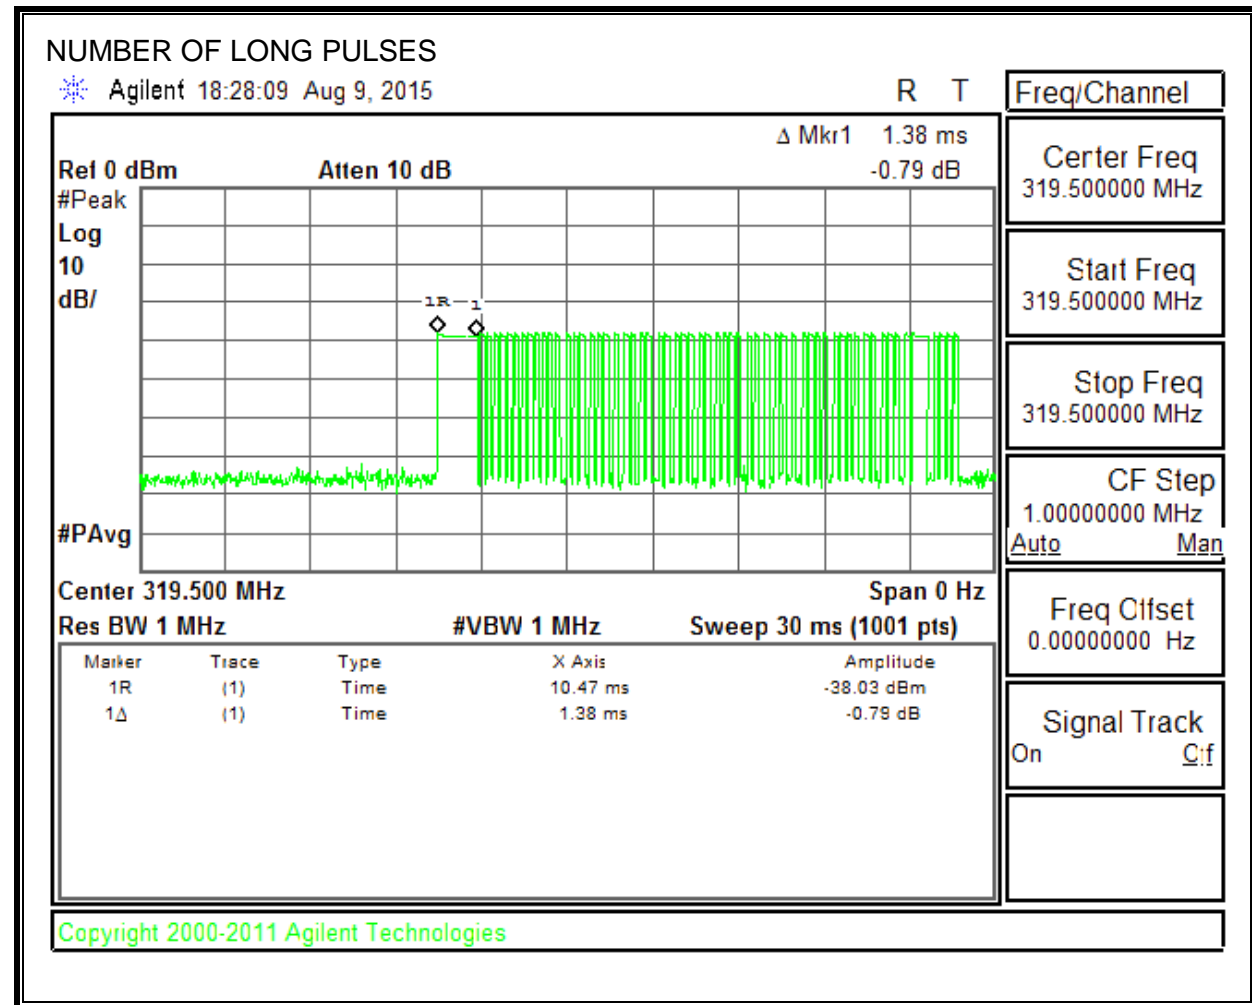 NUMBER OF LONG PULSES
Agilent 18:28:09 Aug 9, 2015 R T
Freq/Channel
Δ Mkr1 1.38 ms
Ref 0 dBm Atten 10 dB -0.79 dB
#Peak
Log
10
dB/
1R 1
#PAvg
Center 319.500 MHz Span 0 Hz
Res BW 1 MHz #VBW 1 MHz Sweep 30 ms (1001 pts)
Marker Trace Type X Axis Amplitude
1R (1) Time 10.47 ms -38.03 dBm
1Δ (1) Time 1.38 ms -0.79 dB
Center Freq
319.500000 MHz
Start Freq
319.500000 MHz
Stop Freq
319.500000 MHz
CF Step
1.00000000 MHz
Auto Man
Freq Offset
0.00000000 Hz
Signal Track
On Off
Copyright 2000-2011 Agilent Technologies